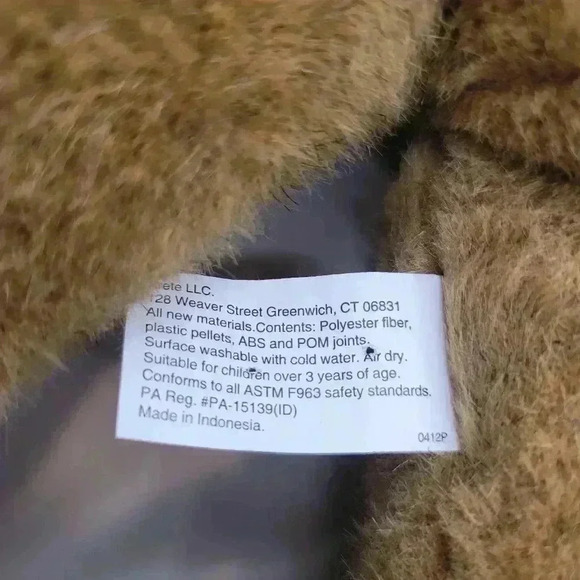 LLC.
128 Weaver Street Greenwich, CT 06831
All new materials.Contents: Polyester fiber,
plastic pellets, ABS and POM joints.
Surface washable with cold water. Air dry.
Suitable for children over 3 years of age.
Conforms to all ASTM F963 safety standards.
PA Reg. #PA-15139(ID)
Made in Indonesia.
0412P